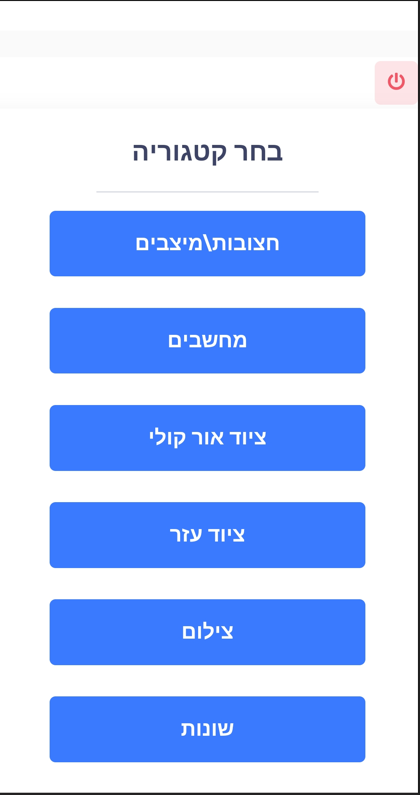 בחר קטגוריה
חצובות\מיצבים
מחשבים
ציוד אור קולי
ציוד עזר
צילום
שונות